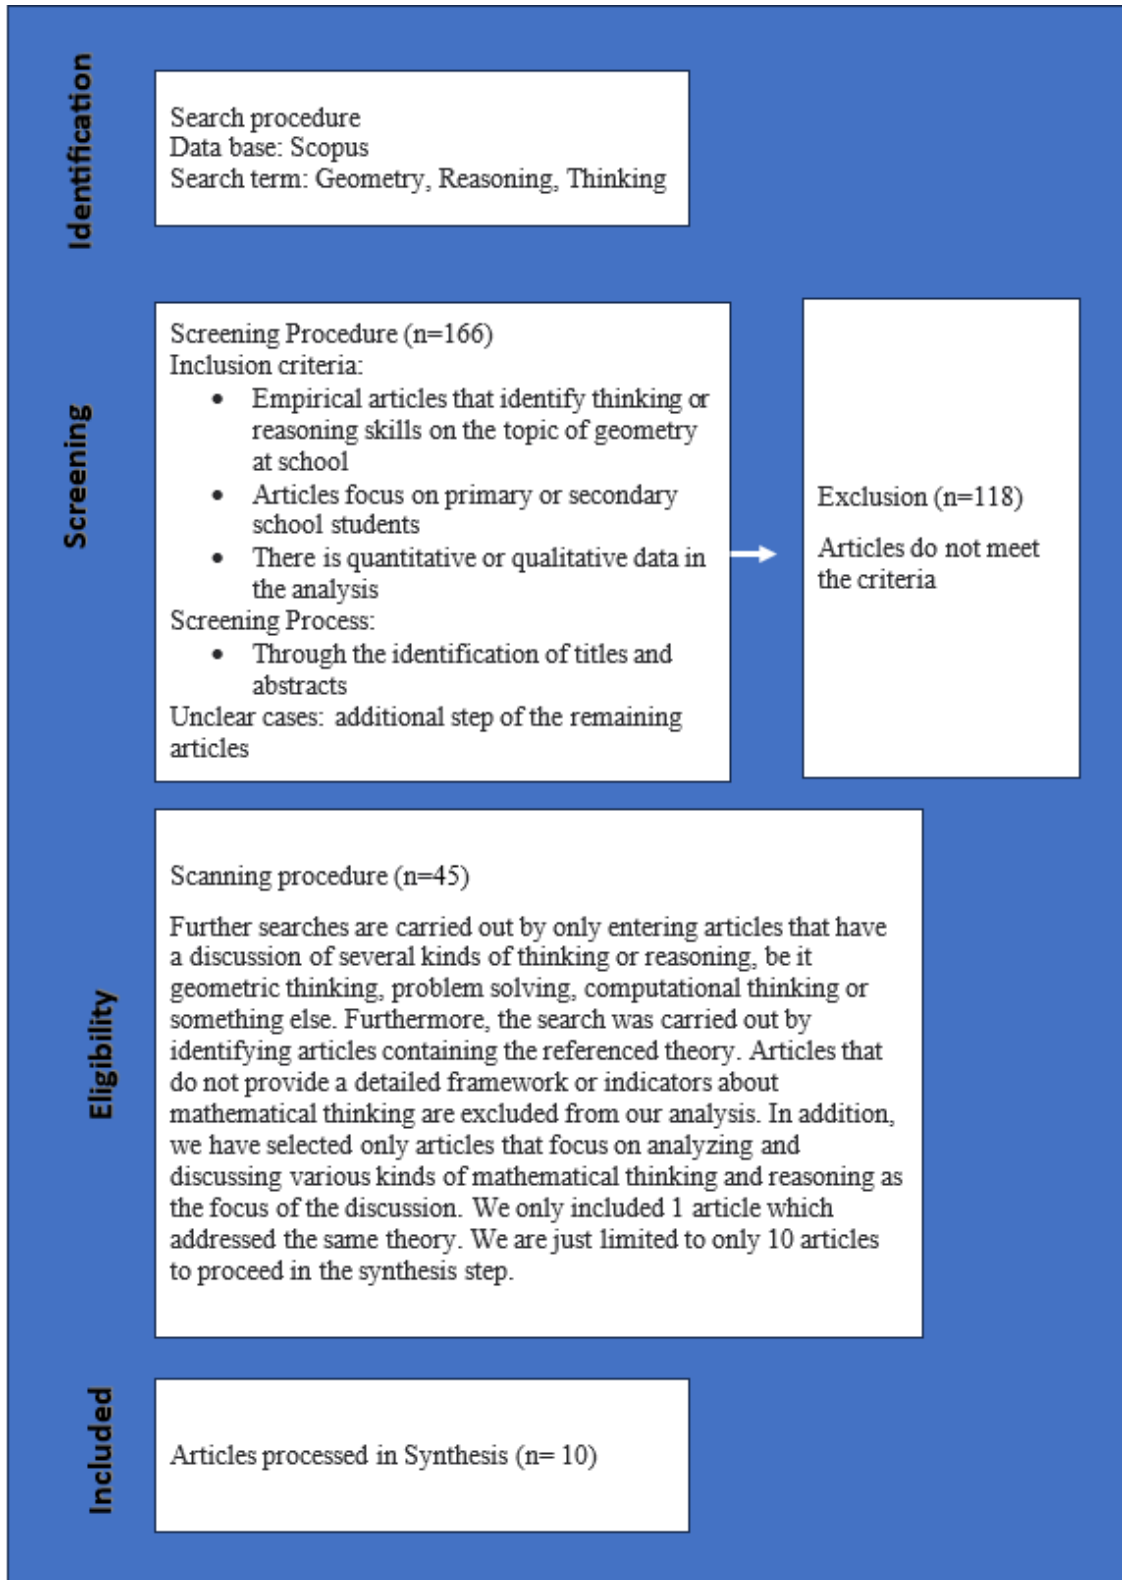 Identification
Search procedure
Data base: Scopus
Search term: Geometry, Reasoning, Thinking
Screening
Screening Procedure (n=166)
Inclusion criteria:
• Empirical articles that identify thinking or
reasoning skills on the topic of geometry
at school
• Articles focus on primary or secondary
school students
• There is quantitative or qualitative data in
the analysis
Screening Process:
• Through the identification of titles and
abstracts
Unclear cases: additional step of the remaining
articles
Exclusion (n=118)
Articles do not meet
the criteria
Eligibility
Scanning procedure (n=45)
Further searches are carried out by only entering articles that have
a discussion of several kinds of thinking or reasoning, be it
geometric thinking, problem solving, computational thinking or
something else. Furthermore, the search was carried out by
identifying articles containing the referenced theory. Articles that
do not provide a detailed framework or indicators about
mathematical thinking are excluded from our analysis. In addition,
we have selected only articles that focus on analyzing and
discussing various kinds of mathematical thinking and reasoning as
the focus of the discussion. We only included 1 article which
addressed the same theory. We are just limited to only 10 articles
to proceed in the synthesis step.
Included
Articles processed in Synthesis (n= 10)